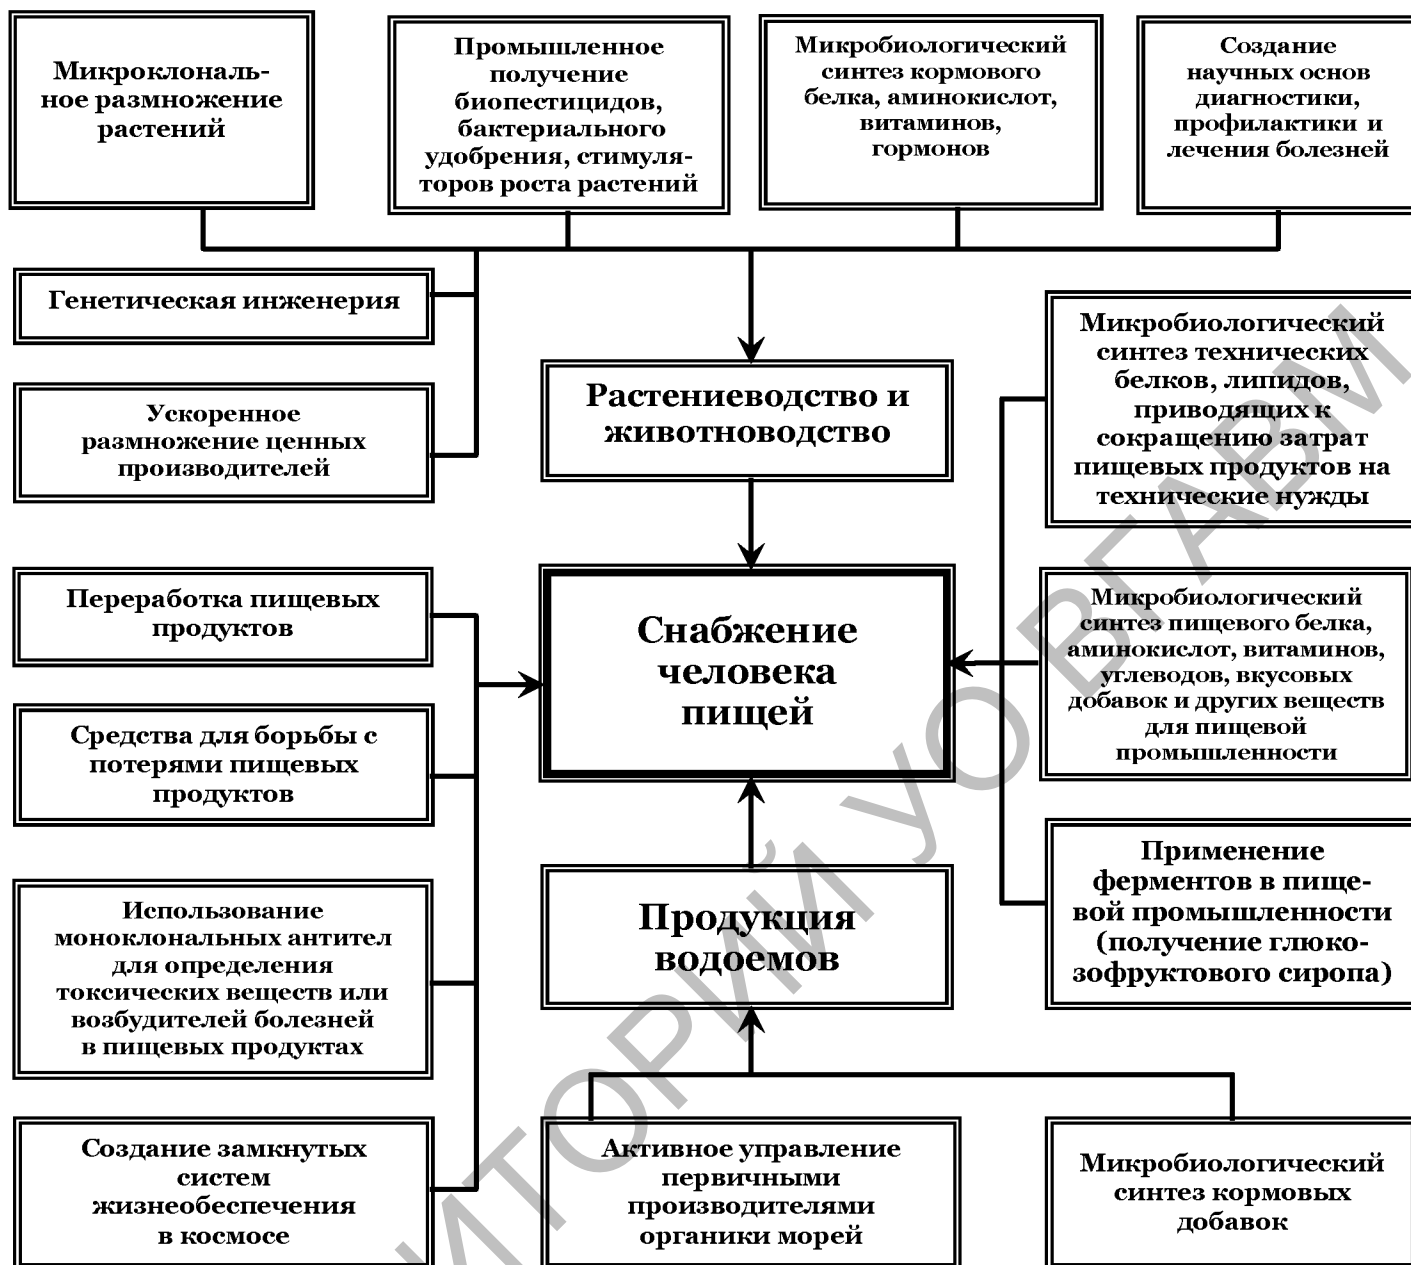 Микрокlональ-
ное размножение
растений
Промышленное
получение
биопестицидов,
бактериального
удобрения, стимуля-
торов роста растений
Микробиологический
синтез кормового
белка, аминокислот,
витаминов,
гормонов
Создание
научных основ
диагностики,
профилактики и
лечения болезней
Генетическая инженерия
Ускоренное
размножение ценных
производителей
Растениеводство и
животноводство
Микробиологический
синтез технических
белков, липидов,
приводящих к
сокращению затрат
пищевых продуктов на
технические нужды
Переработка пищевых
продуктов
Снабжение
человека
пищей
Микробиологический
синтез пищевого белка,
аминокислот, витаминов,
углеводов, вкусовых
добавок и других веществ
для пищевой
промышленности
Средства для борьбы с
потерями пищевых
продуктов
Использование
моноклональных антител
для определения
токсических веществ или
возбудителей болезней
в пищевых продуктах
Продукция
водоемов
Применение
ферментов в пище-
вой промышленности
(получение глюко-
зофруктового сиропа)
Создание замкнутых
систем
жизнеобеспечения
в космосе
Активное управление
первичными
производителями
органики морей
Микробиологический
синтез кормовых
добавок
ИТОРИЙ УО ВГАВМ